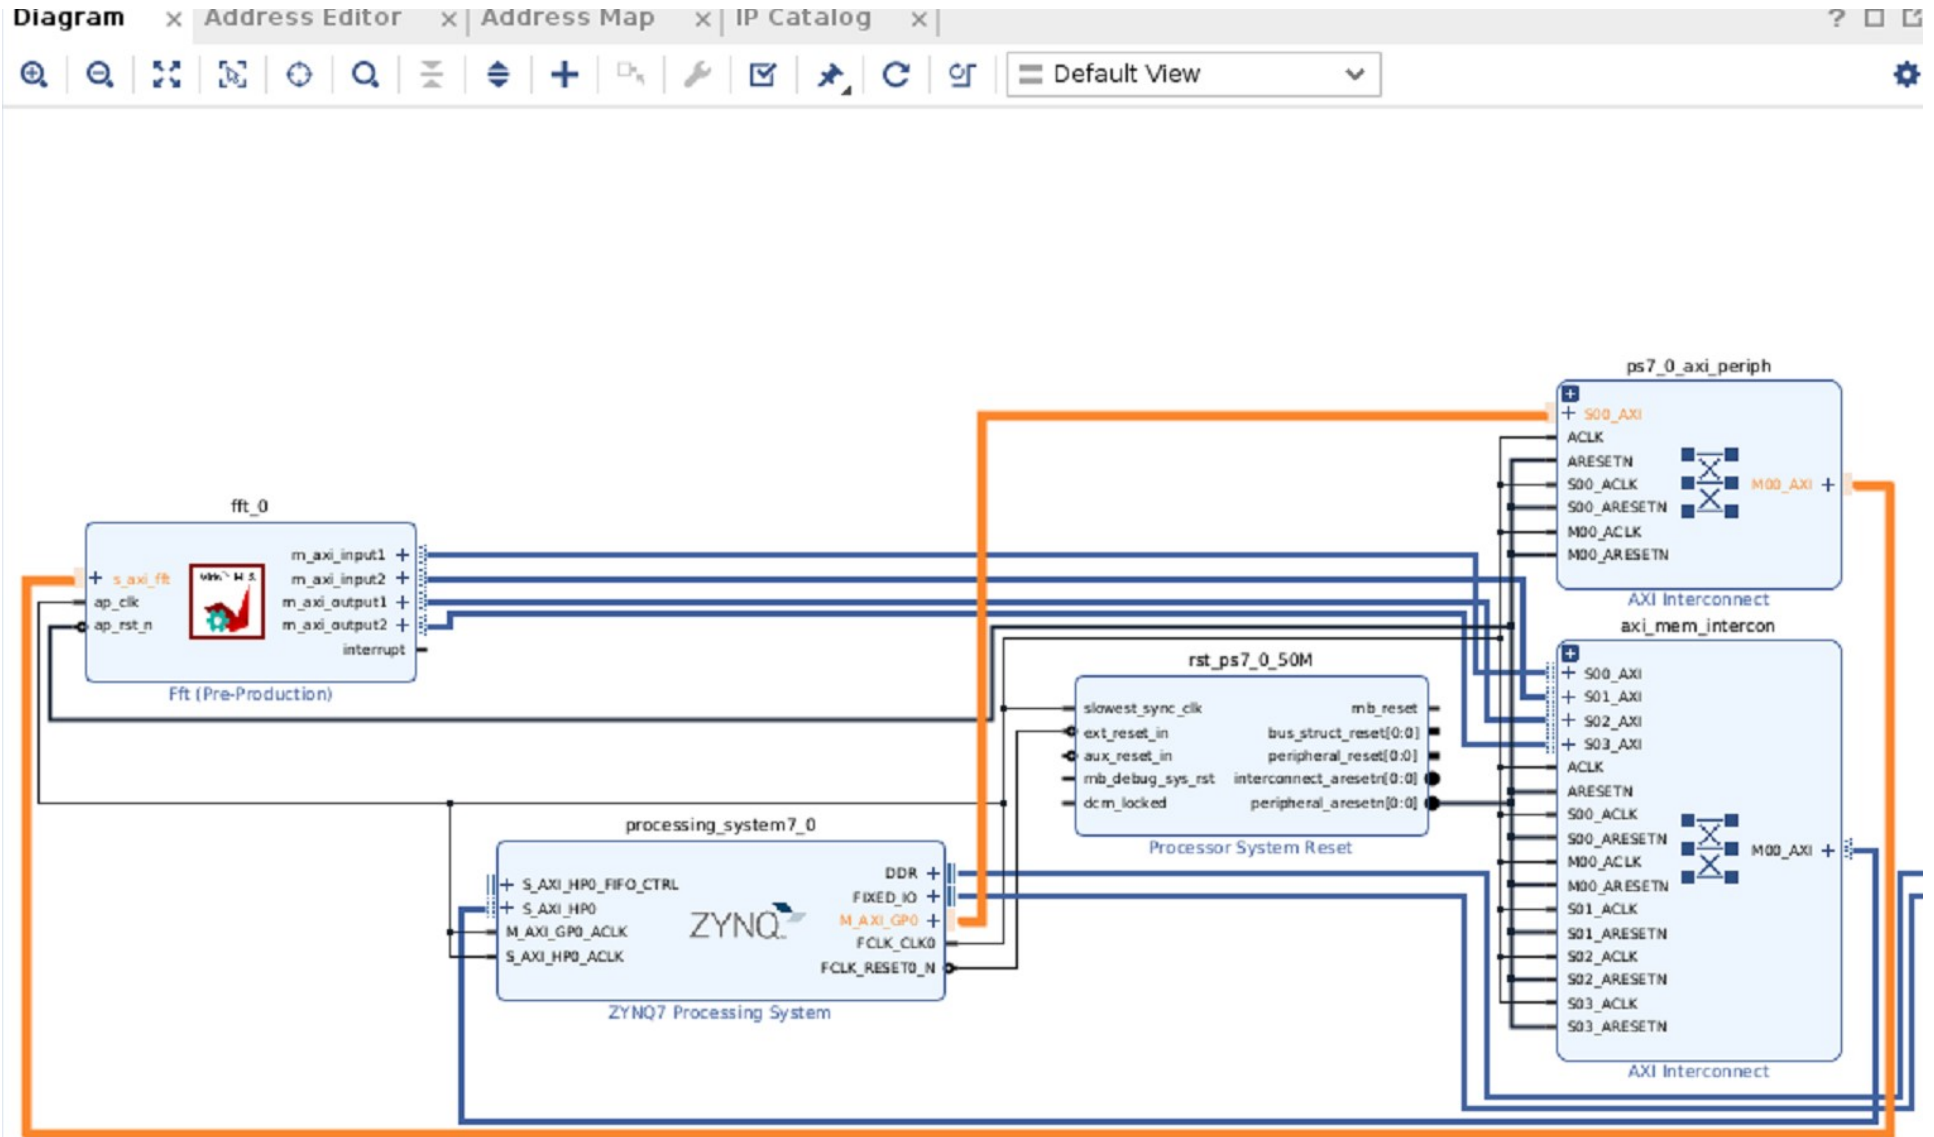 Diagram × Address Editor × Address Map × IP Catalog × ?
Default View
ps7_0_axi_periph
S00_AXI
ACLK
ARESETN
S00_ACLK
M00_AXI
S00_ARESETN
M00_ACLK
M00_ARESETN
AXI Interconnect
fft_0
m_axi_input1
s_axi_fft
m_axi_input2
ap_clk
m_axi_output1
ap_rst_n
m_axi_output2
interrupt
Fft (Pre-Production)
axi_mem_intercon
S00_AXI
S01_AXI
S02_AXI
S03_AXI
ACLK
ARESETN
S00_ACLK
S00_ARESETN
M00_AXI
M00_ACLK
M00_ARESETN
S01_ACLK
S01_ARESETN
S02_ACLK
S02_ARESETN
S03_ACLK
S03_ARESETN
AXI Interconnect
rst_ps7_0_50M
slowest_sync_clk mb_reset
ext_reset_in bus_struct_reset[0:0]
aux_reset_in peripheral_reset[0:0]
mb_debug_sys_rst interconnect_aresetn[0:0]
dcm_locked peripheral_aresetn[0:0]
Processor System Reset
processing_system7_0
DDR
S_AXI_HP0_FIFO_CTRL
FIXED_IO
S_AXI_HP0
M_AXI_GP0
M_AXI_GP0_ACLK
ZYNQ
FCLK_CLK0
S_AXI_HP0_ACLK
FCLK_RESET0_N
ZYNQ7 Processing System